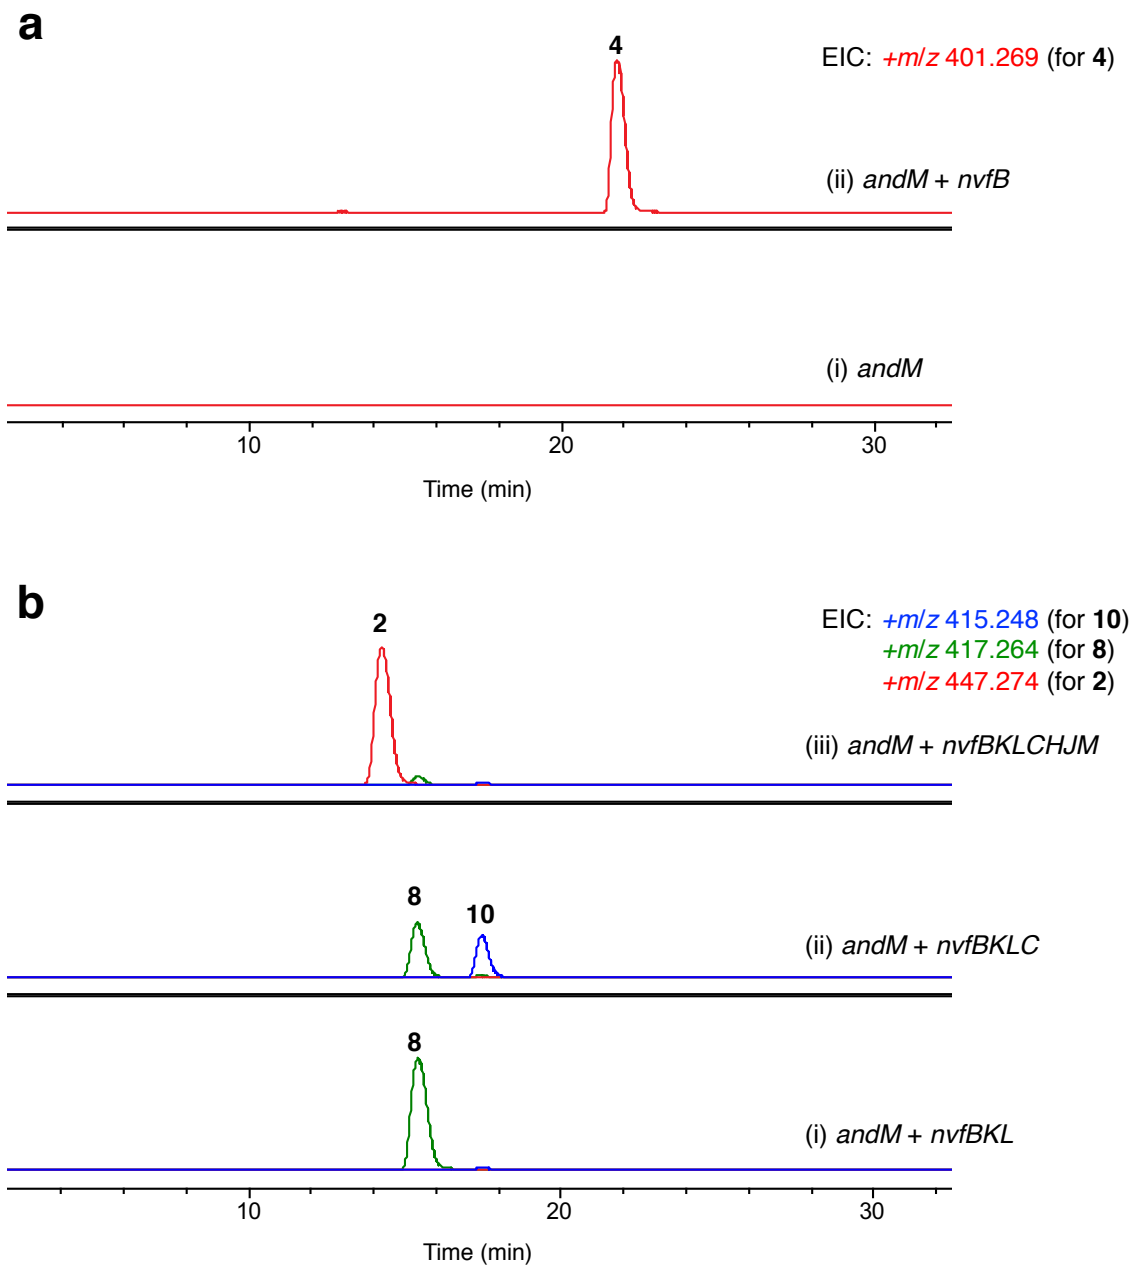 a
4
EIC: +m/z 401.269 (for 4)
(ii) andM + nvfB
(i) andM
10 20 30
Time (min)
b
2
EIC: +m/z 415.248 (for 10)
+m/z 417.264 (for 8)
+m/z 447.274 (for 2)
(iii) andM + nvfBKLCHJM
8 10
(ii) andM + nvfBKLC
8
(i) andM + nvfBKL
10 20 30
Time (min)